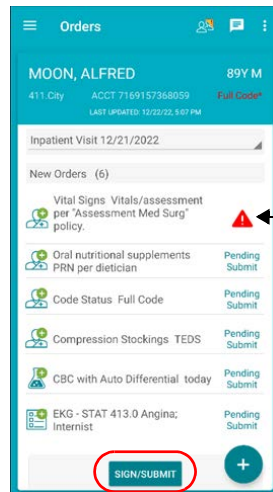 Orders
MOON, ALFRED 89Y M
411.City ACCT 7169157368059 Full Code*
LAST UPDATED: 12/22/22, 5:07 PM
Inpatient Visit 12/21/2022
New Orders (6)
Vital Signs Vitals/assessment
per "Assessment Med Surg"
policy.
Oral nutritional supplements
PRN per dietician
Pending
Submit
Code Status Full Code
Pending
Submit
Compression Stockings TEDS
Pending
Submit
CBC with Auto Differential today
Pending
Submit
EKG - STAT 413.0 Angina;
Internist
Pending
Submit
SIGN/SUBMIT